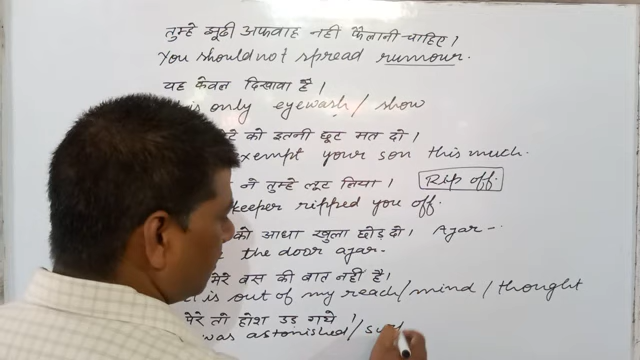 तुम्हे झूठी अफवाह नही फैलानी चाहिए।
You should not spread rumour.
यह केवल दिखावा है।
is only eyewash / show
को इतनी छूट मत दो।
exempt your son this much.
ने तुम्हे लूट लिया। Rip off.
keeper ripped you off.
को आधा खुला छोड़ दो। Ajar -
the door ajar-
मेरे वस की बात नही है।
is out of my reach / mind / thought
मेरे तो होश उड गये।
was astonished /